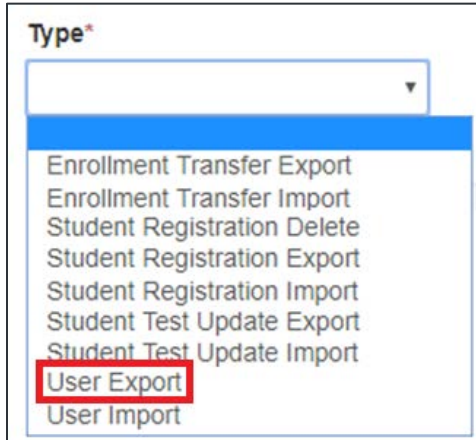 Type*
Enrollment Transfer Export
Enrollment Transfer Import
Student Registration Delete
Student Registration Export
Student Registration Import
Student Test Update Export
Student Test Update Import
User Export
User Import